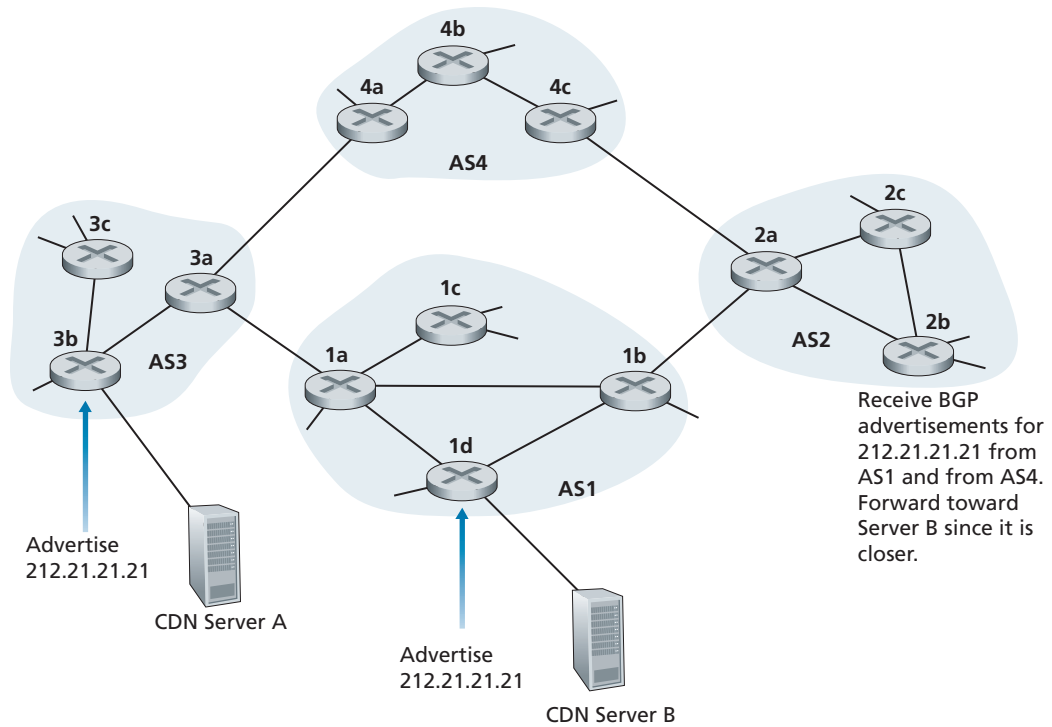 4b
4a
4c
AS4
3c
2c
3a
2a
1c
3b
AS3
1a
1b
AS2
2b
1d
AS1
Receive BGP
advertisements for
212.21.21.21 from
AS1 and from AS4.
Forward toward
Server B since it is
closer.
Advertise
212.21.21.21
CDN Server A
Advertise
212.21.21.21
CDN Server B